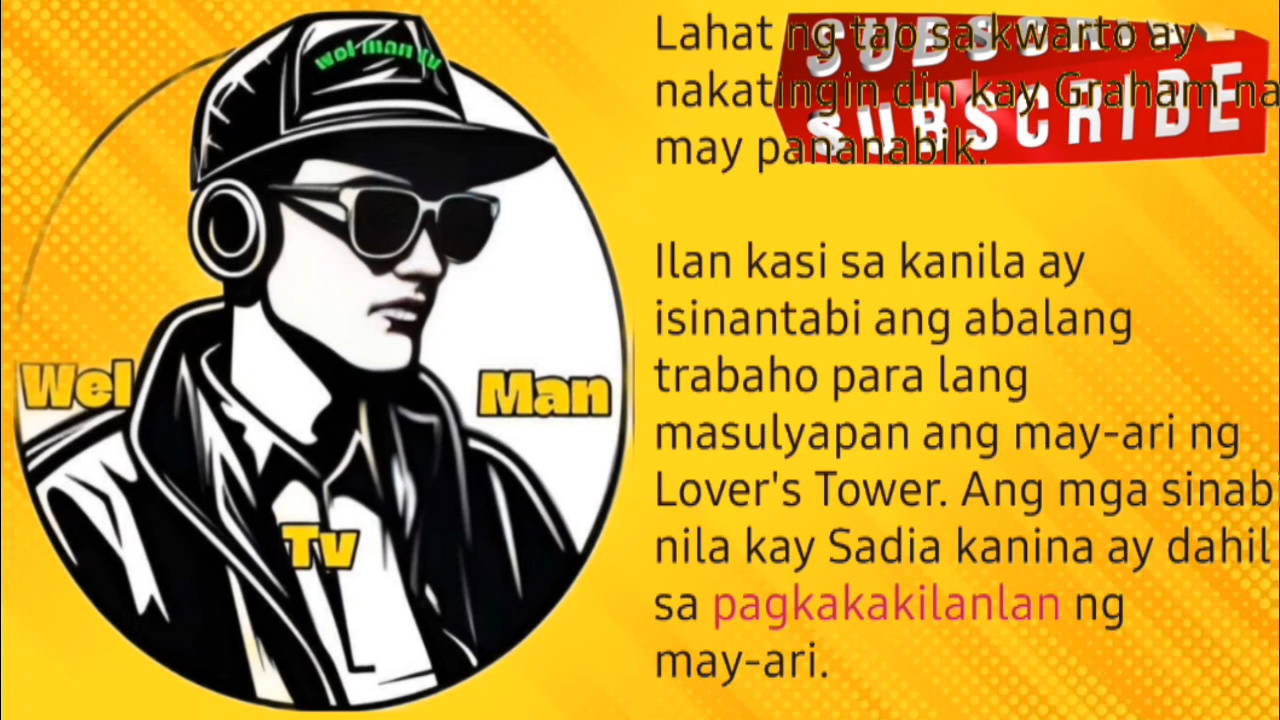 wel man tv
Wel
Man
Tv
SUBSCRIBE
SUBSCRIBE
Lahat ng tao sa kwarto ay
nakatingin din kay Graham na
may pananabik.
Ilan kasi sa kanila ay
isinantabi ang abalang
trabaho para lang
masulyapan ang may-ari ng
Lover's Tower. Ang mga sinab
nila kay Sadia kanina ay dahil
sa pagkakakilanlan ng
may-ari.